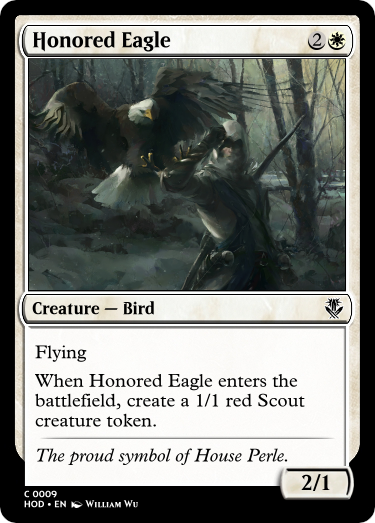 Honored Eagle 2
Creature — Bird
Flying
When Honored Eagle enters the
battlefield, create a 1/1 red Scout
creature token.
The proud symbol of House Perle.
2/1
C 0009
HOD • EN William Wu